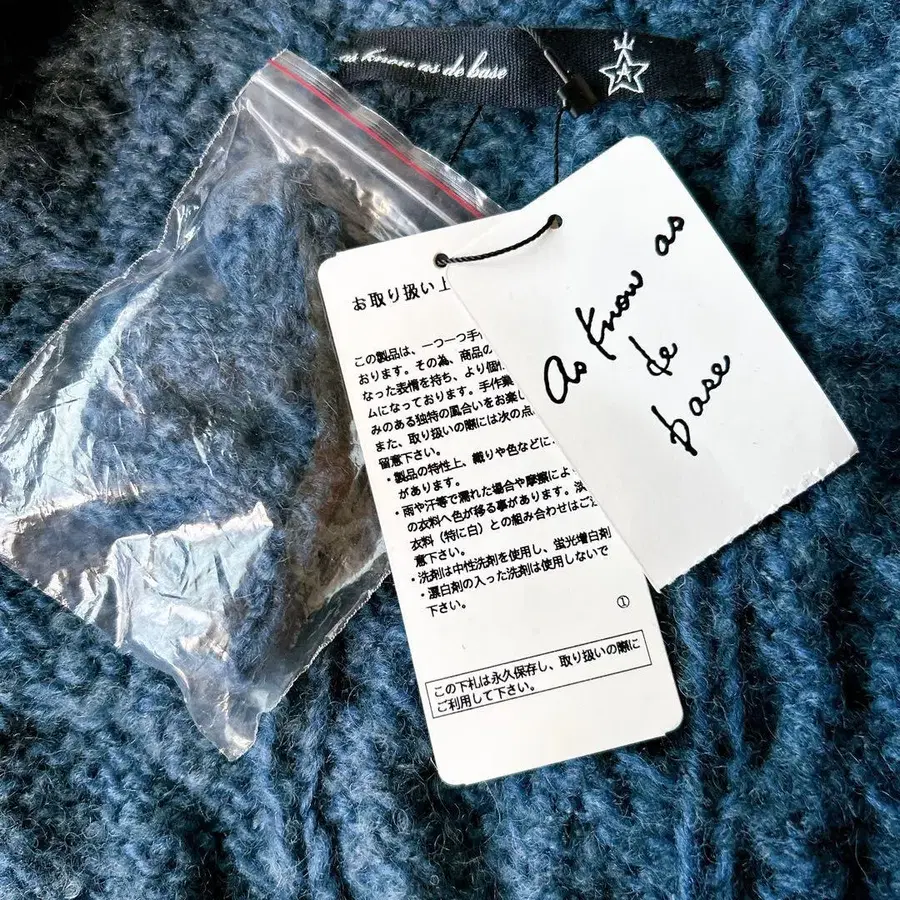 as know as de base
As Know as
de
base
お取り扱い上
この製品は、一つ一つ手
おります。その為、商品の
なった表情を持ち、より個
ムになっております。手作業
みのある独特の風合いをお楽し
また、取り扱いの際には次の点
留意下さい。
・製品の特性上、織りや色などに
があります。
・雨や汗等で濡れた場合や摩擦によ
の衣料へ色が移る事があります。淡
衣料（特に白）との組み合わせはご
意下さい。
・洗剤は中性洗剤を使用し、蛍光増白剤
・漂白剤の入った洗剤は使用しないで
下さい。
①
この下札は永久保存し、取り扱いの際に
ご利用して下さい。